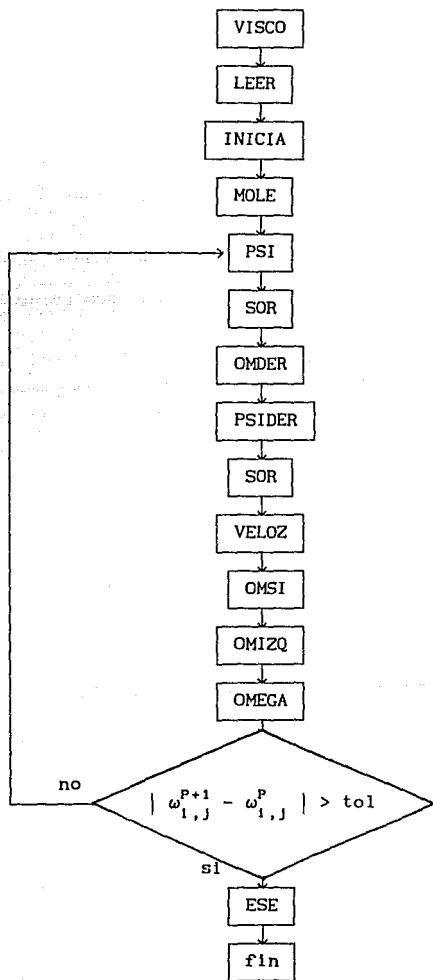 VISCO
LEER
INICIA
MOLE
PSI
SOR
OMDER
PSIDER
SOR
VELOZ
OMSI
OMIZQ
OMEGA
no
| ω^{P+1}_{i,j} - ω^{P}_{i,j} | > tol
si
ESE
fin